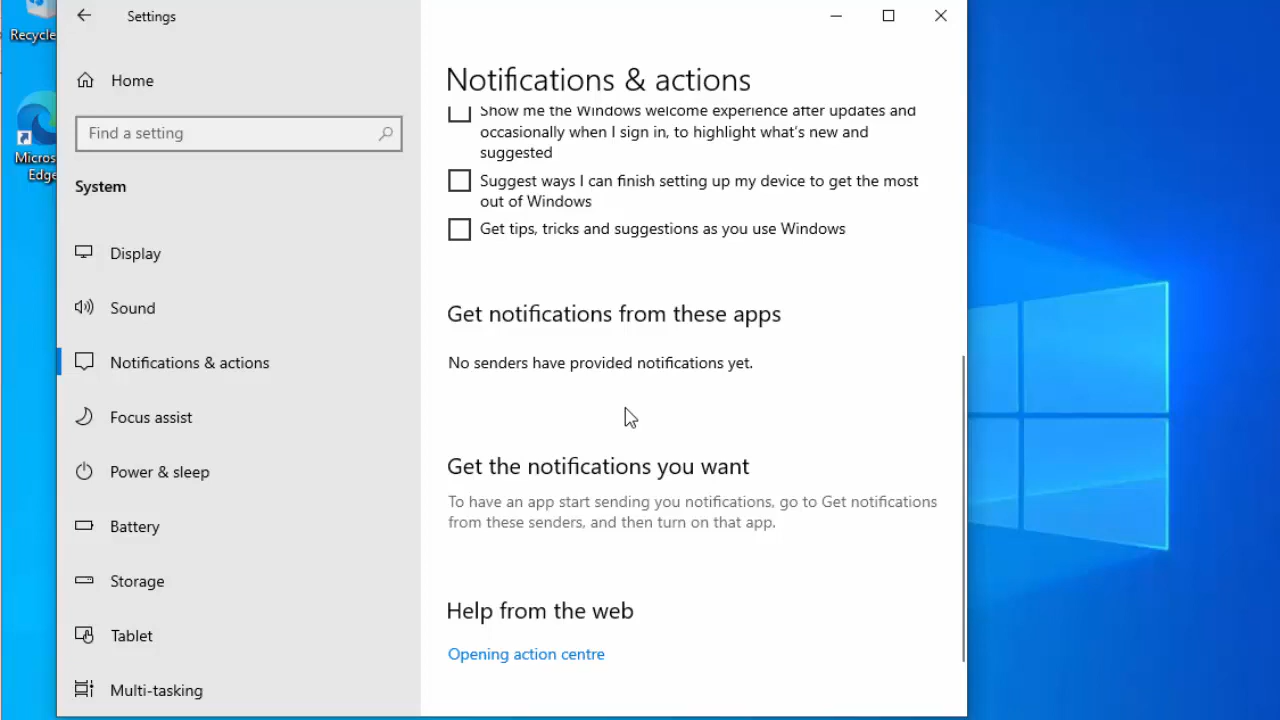 Recycle
Micros
Edge
Settings
Home
Find a setting
System
Display
Sound
Notifications & actions
Focus assist
Power & sleep
Battery
Storage
Tablet
Multi-tasking
Notifications & actions
Show me the Windows welcome experience after updates and
occasionally when I sign in, to highlight what's new and
suggested
Suggest ways I can finish setting up my device to get the most
out of Windows
Get tips, tricks and suggestions as you use Windows
Get notifications from these apps
No senders have provided notifications yet.
Get the notifications you want
To have an app start sending you notifications, go to Get notifications
from these senders, and then turn on that app.
Help from the web
Opening action centre